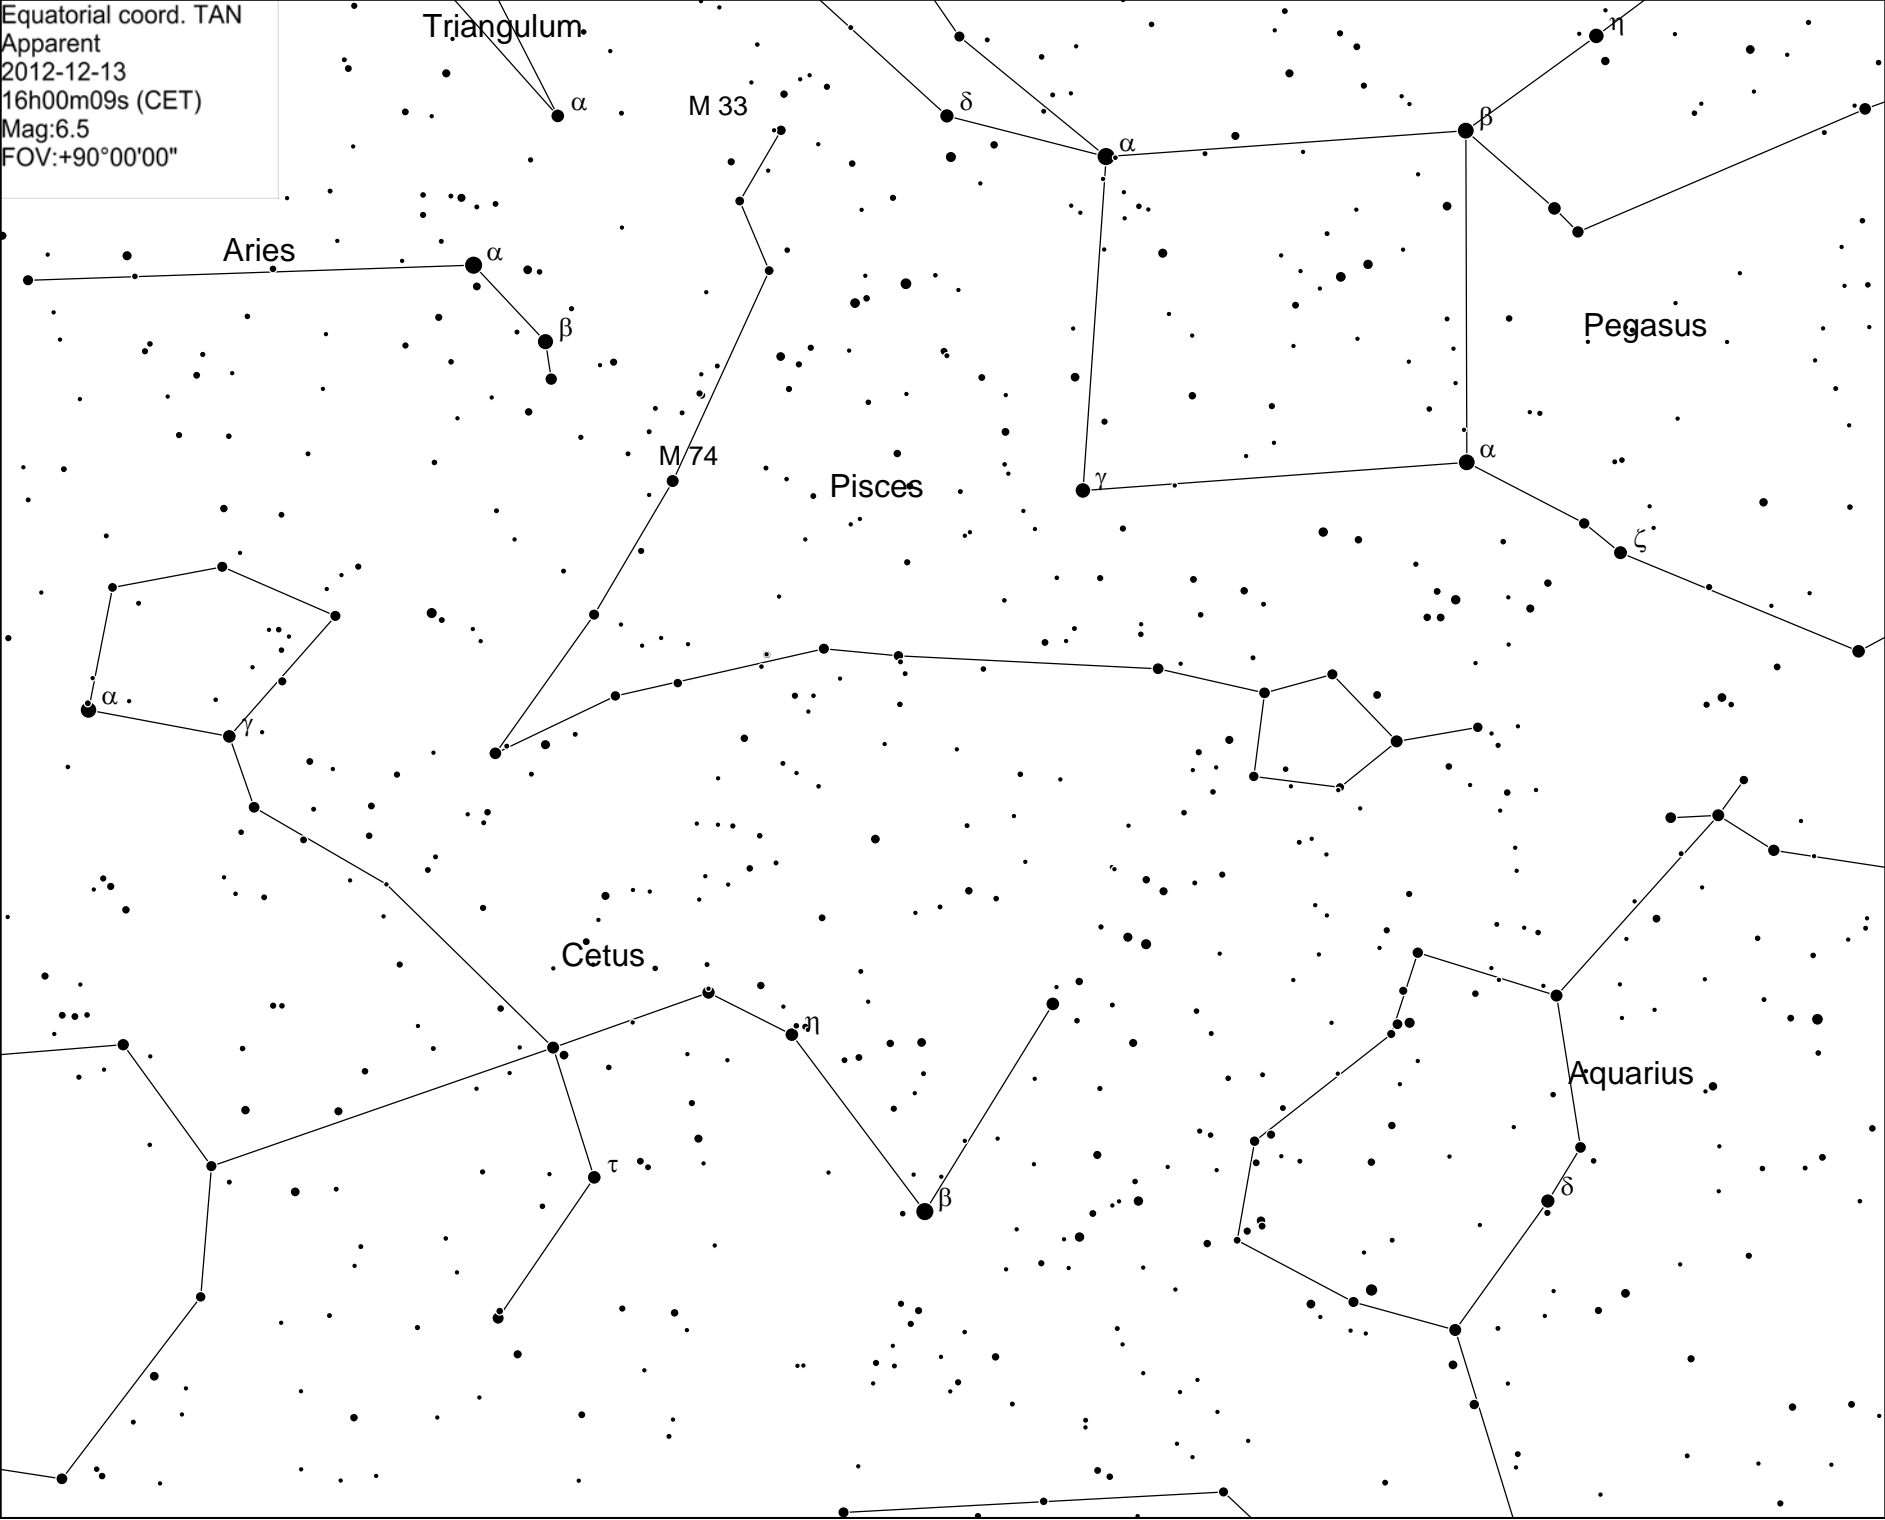 Equatorial coord. TAN
Apparent
2012-12-13
16h00m09s (CET)
Mag:6.5
FOV:+90°00'00"
Triangulum
η
α
M 33
δ
β
α
Aries
α
β
Pegasus
α
M 74
Pisces
γ
ζ
α
γ
Cetus
η
Aquarius
τ
δ
β